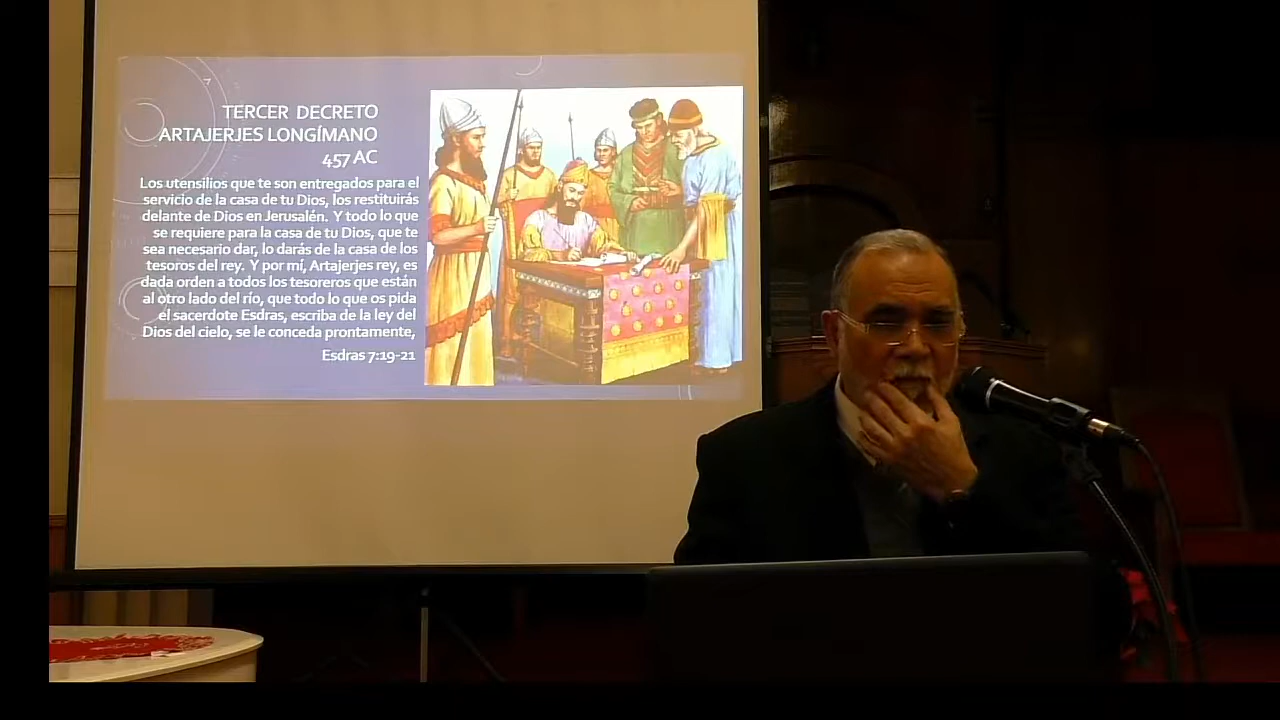 TERCER DECRETO
ARTAJERJES LONGÍMANO
457 AC
Los utensilios que te son entregados para el
servicio de la casa de tu Dios, los restituirás
delante de Dios en Jerusalén. Y todo lo que
se requiere para la casa de tu Dios, que te
sea necesario dar, lo darás de la casa de los
tesoros del rey. Y por mí, Artajerjes rey, es
dada orden a todos los tesoreros que están
al otro lado del río, que todo lo que os pida
el sacerdote Esdras, escriba de la ley del
Dios del cielo, se le conceda prontamente,
Esdras 7:19-21